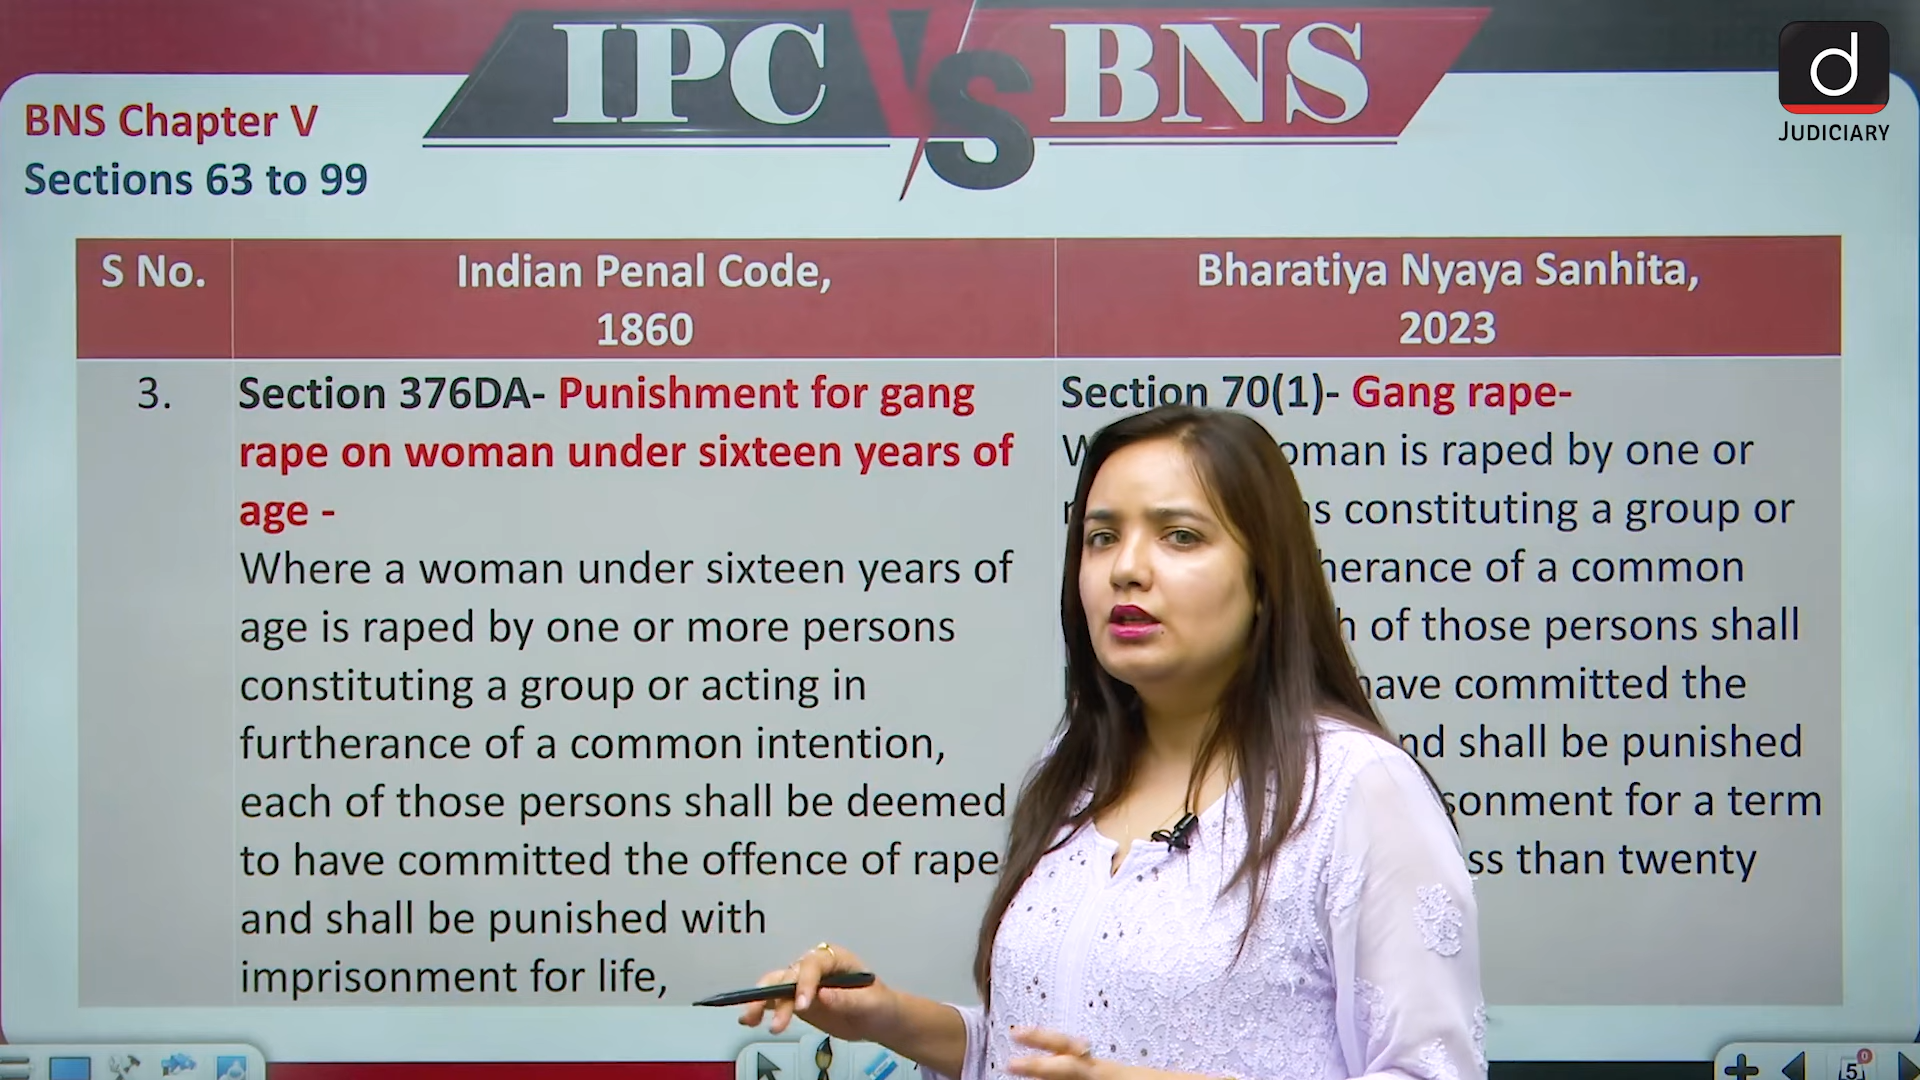 IPC VS BNS
d
JUDICIARY
BNS Chapter V
Sections 63 to 99
S No.
Indian Penal Code,
1860
Bharatiya Nyaya Sanhita,
2023
3.
Section 376DA- Punishment for gang
rape on woman under sixteen years of
age -
Where a woman under sixteen years of
age is raped by one or more persons
constituting a group or acting in
furtherance of a common intention,
each of those persons shall be deemed
to have committed the offence of rape
and shall be punished with
imprisonment for life,
Section 70(1)- Gang rape-
is raped by one or
constituting a group or
of a common
of those persons shall
have committed the
shall be punished
for a term
than twenty
5
0